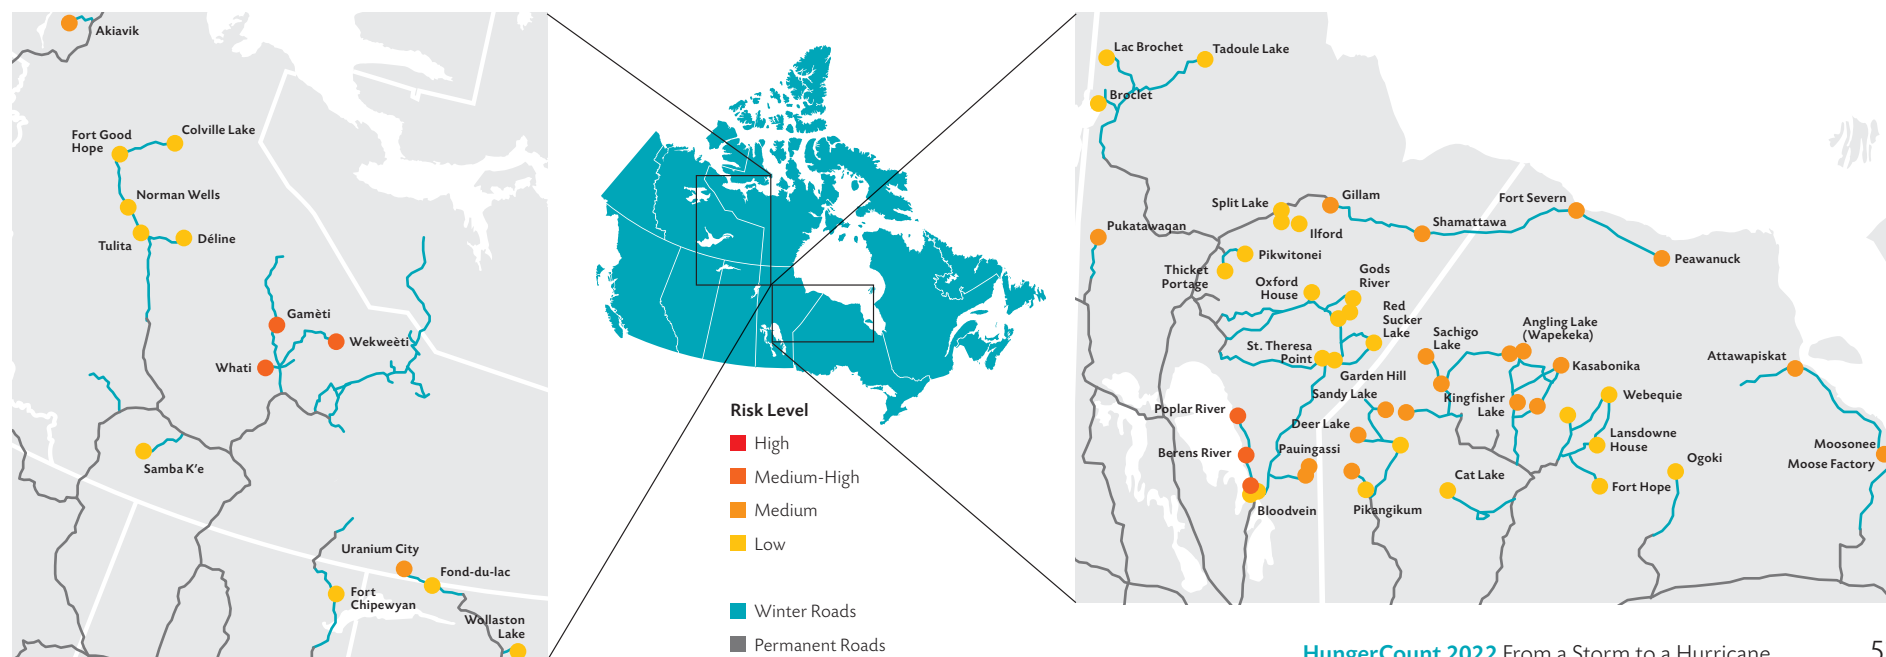 Akiavik
Colville Lake
Fort Good
Hope
Norman Wells
Tulita
Déline
Gamèti
Wekweèti
Whati
Samba K'e
Uranium City
Fond-du-lac
Fort
Chipewyan
Wollaston
Lake
Risk Level
High
Medium-High
Medium
Low
Winter Roads
Permanent Roads
Lac Brochet
Tadoule Lake
Broclet
Pukatawaqan
Split Lake
Gillam
Ilford
Shamattawa
Fort Severn
Peawanuck
Pikwitonei
Thicket
Portage
Oxford
House
Gods
River
Red
Sucker
Lake
St. Theresa
Point
Garden Hill
Sachigo
Lake
Angling Lake
(Wapekeka)
Kasabonika
Attawapiskat
Sandy Lake
Kingfisher
Lake
Webequie
Poplar River
Deer Lake
Berens River
Pauingassi
Lansdowne
House
Moosonee
Moose Factory
Cat Lake
Ogoki
Fort Hope
Bloodvein
Pikangikum
HungerCount 2022 From a Storm to a Hurricane
5